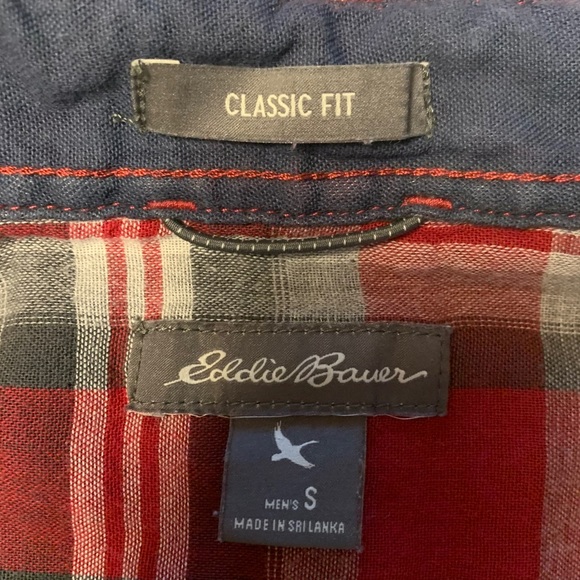 CLASSIC FIT
Eddie Bauer
MEN'S S
MADE IN SRI LANKA